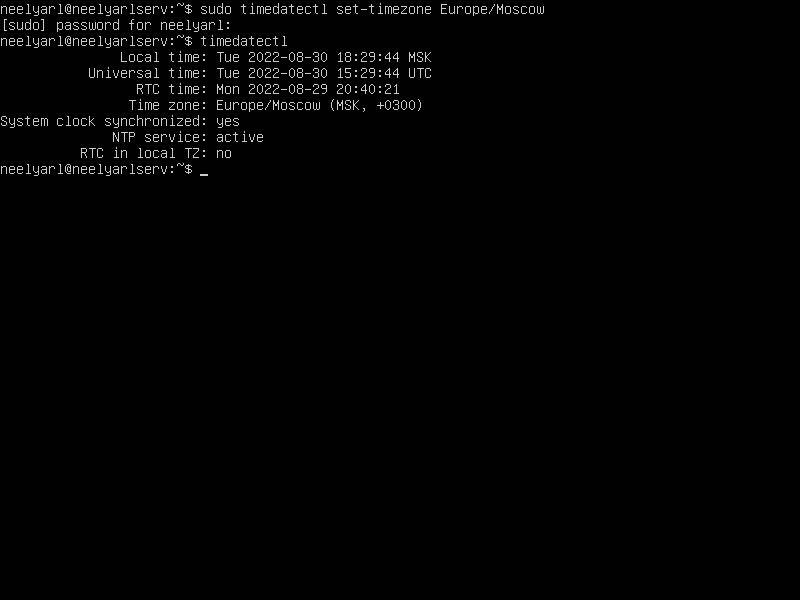 neelyarl@neelyarlserv:~$ sudo timedatectl set-timezone Europe/Moscow
[sudo] password for neelyarl:
neelyarl@neelyarlserv:~$ timedatectl
Local time: Tue 2022-08-30 18:29:44 MSK
Universal time: Tue 2022-08-30 15:29:44 UTC
RTC time: Mon 2022-08-29 20:40:21
Time zone: Europe/Moscow (MSK, +0300)
System clock synchronized: yes
NTP service: active
RTC in local TZ: no
neelyarl@neelyarlserv:~$ _